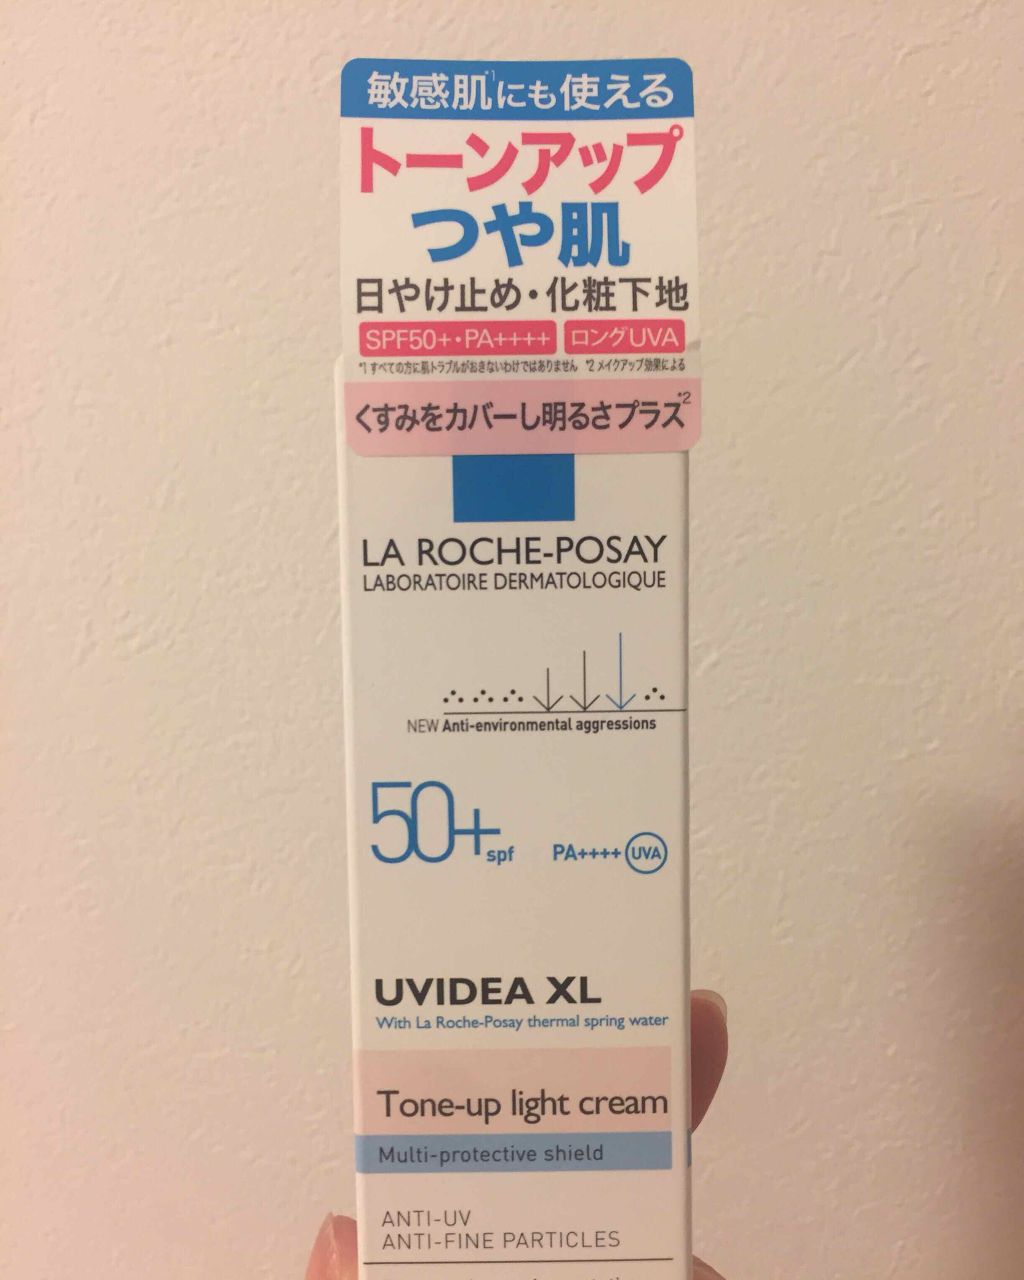 敏感肌*1にも使える
トーンアップ
つや肌
日やけ止め・化粧下地
SPF50+・PA++++ ロングUVA
*1 すべての方に肌トラブルがおきないわけではありません *2 メイクアップ効果による
くすみをカバーし明るさプラス*2
LA ROCHE-POSAY
LABORATOIRE DERMATOLOGIQUE
NEW Anti-environmental aggressions
50+ spf PA++++ UVA
UVIDEA XL
With La Roche-Posay thermal spring water
Tone-up light cream
Multi-protective shield
ANTI-UV
ANTI-FINE PARTICLES